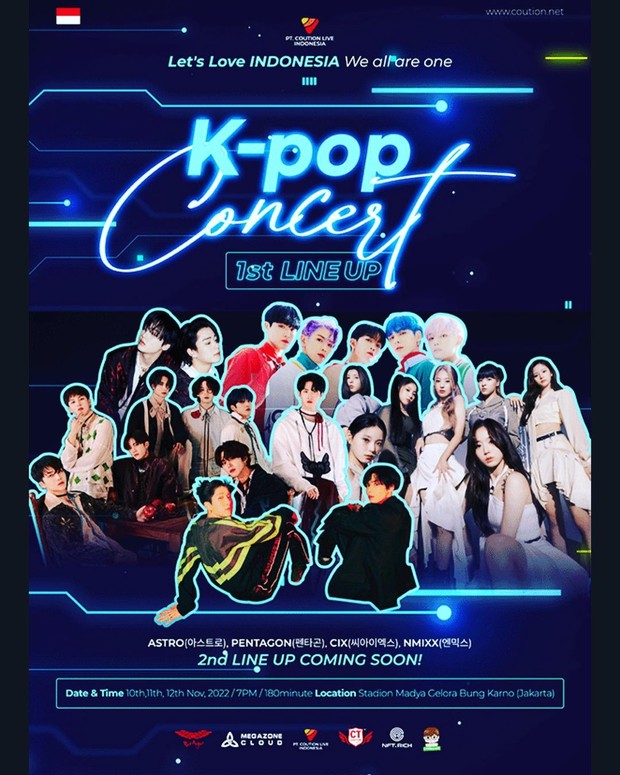 www.coution.net
PT. COUTION LIVE
INDONESIA
Let's Love INDONESIA We all are one
K-pop
Concert
1st LINE UP
ASTRO(아스트로), PENTAGON(펜타곤), CIX(씨아이엑스), NMIXX(엔믹스)
2nd LINE UP COMING SOON!
Date & Time 10th,11th, 12th Nov, 2022 / 7PM / 180minute Location Stadion Madya Gelora Bung Karno (Jakarta)
MEGAZONE
CLOUD
PT. COUTION LIVE
INDONESIA
CT
NFT.RICH